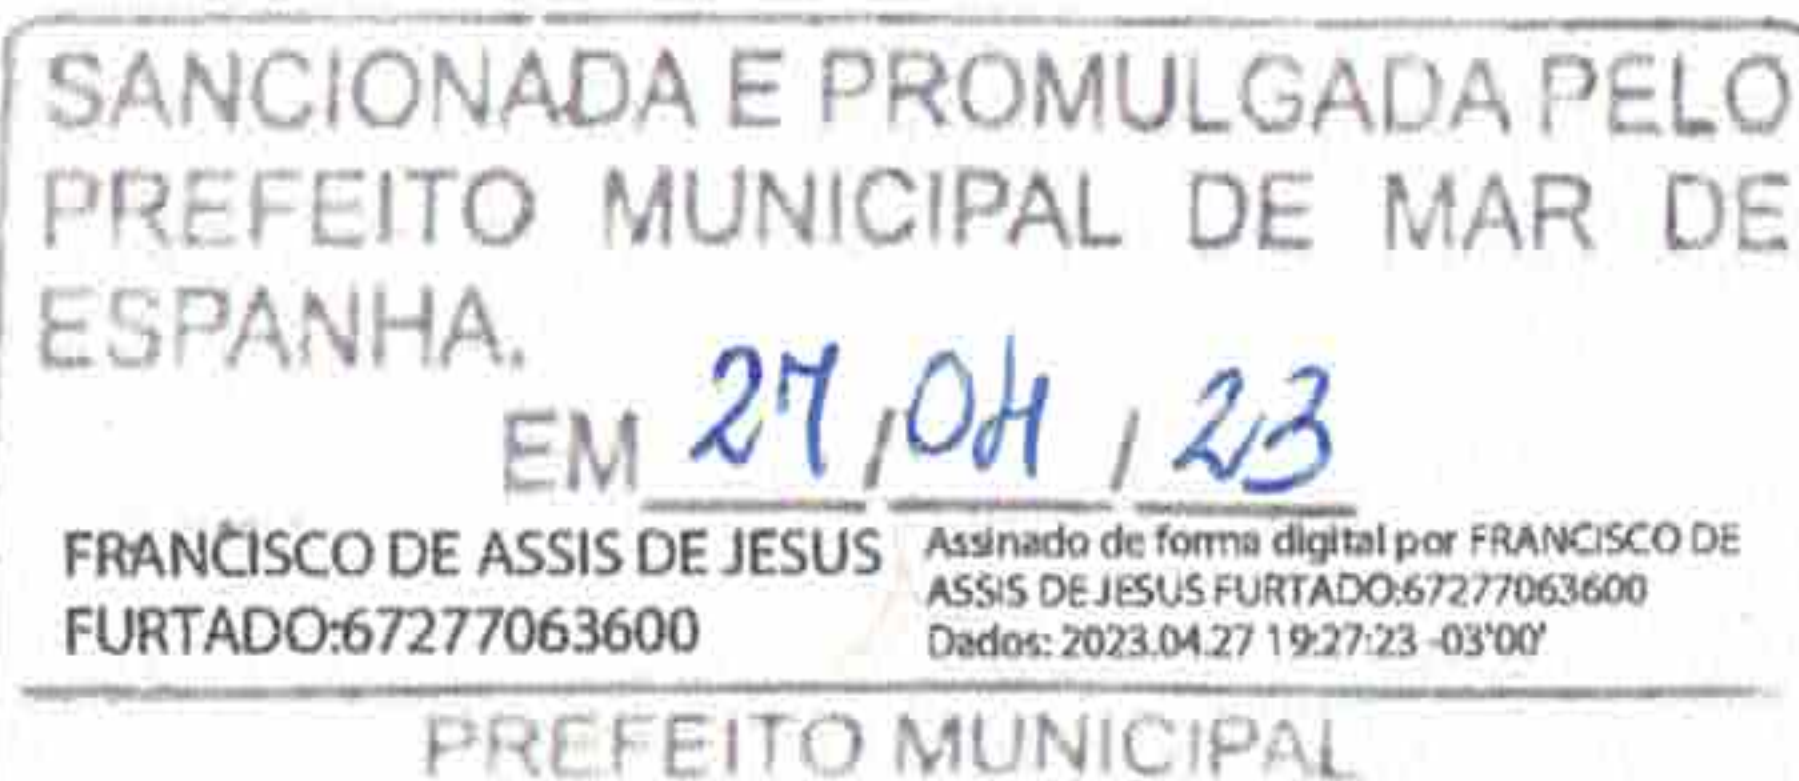 SANCIONADA E PROMULGADA PELO
PREFEITO MUNICIPAL DE MAR DE
ESPANHA.
EM 27/04/23
FRANCISCO DE ASSIS DE JESUS
FURTADO:67277063600
Assinado de forma digital por FRANCISCO DE
ASSIS DE JESUS FURTADO:67277063600
Dados: 2023.04.27 19:27:23 -03'00'
PREFEITO MUNICIPAL